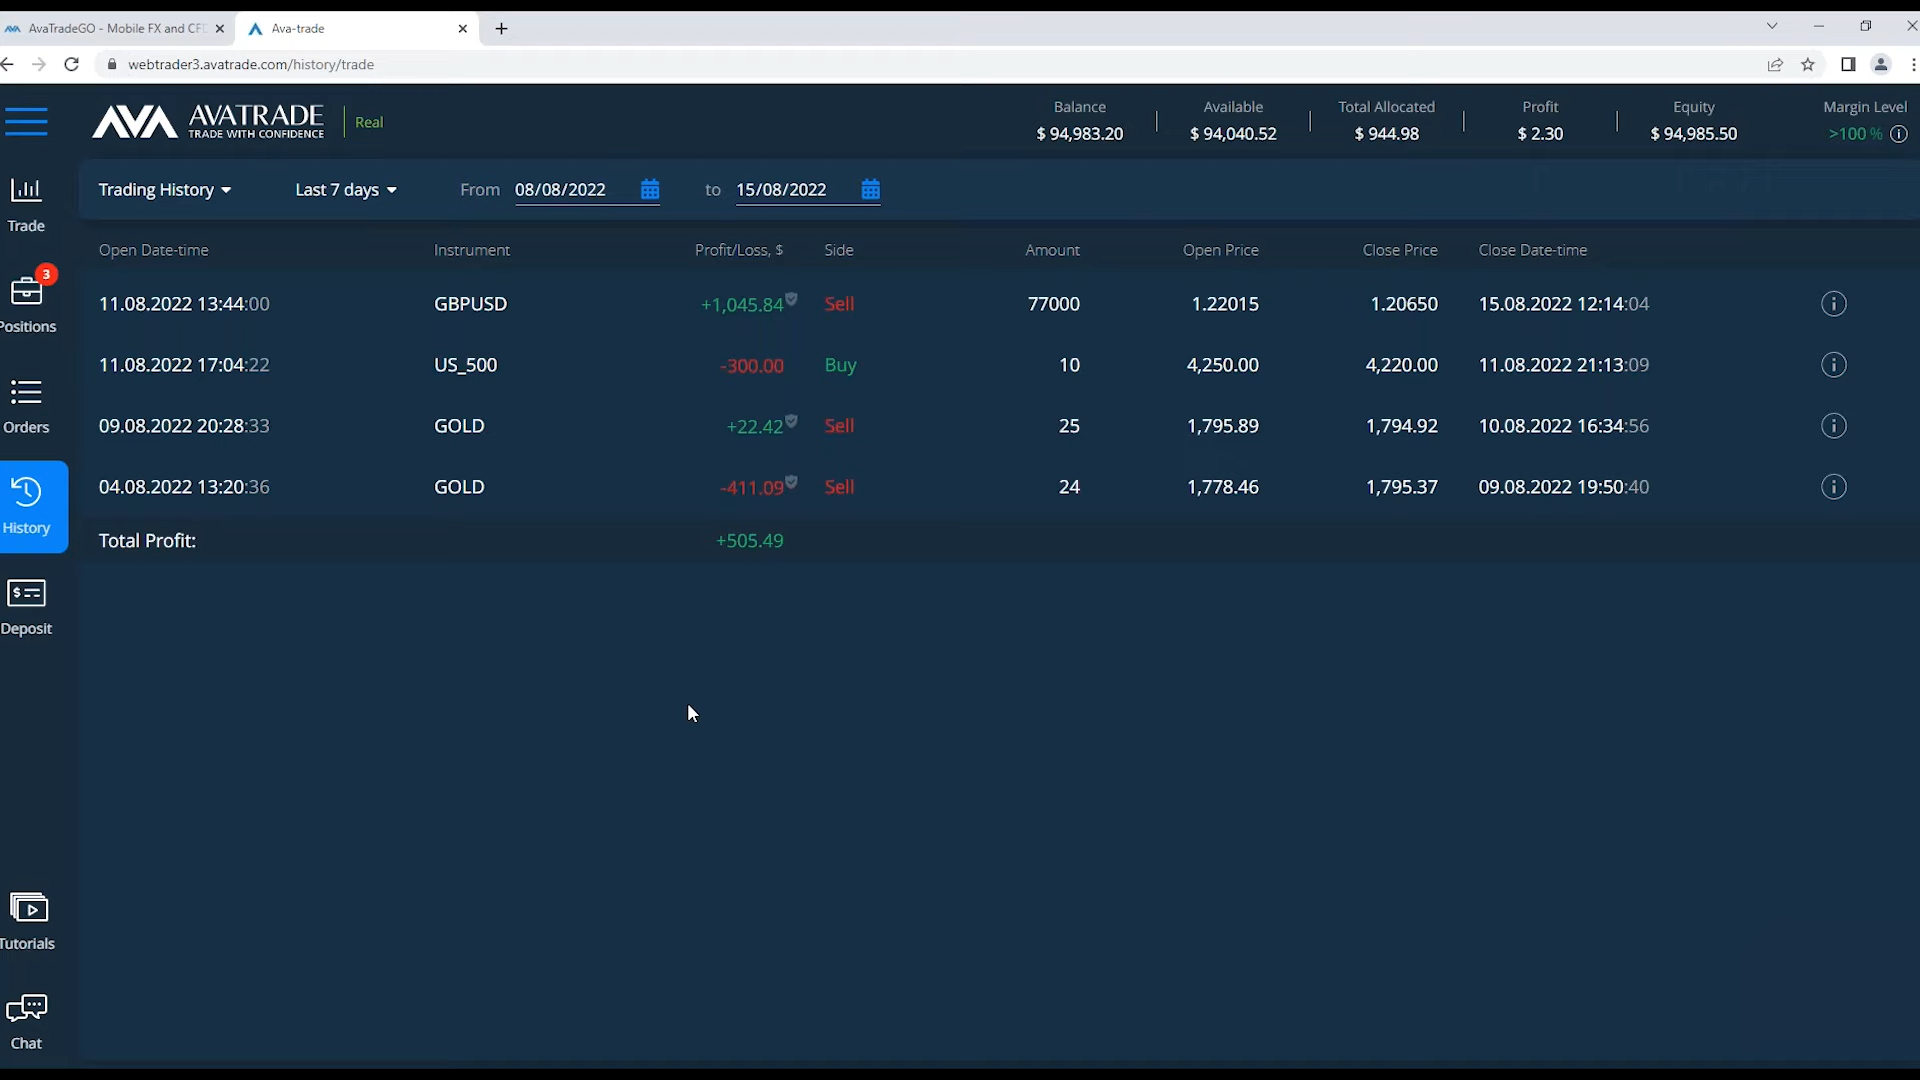 AvaTradeGO - Mobile FX and CF
Ava-trade
webtrader3.avatrade.com/history/trade
AVA AVATRADE
TRADE WITH CONFIDENCE
Real
Balance Available Total Allocated Profit Equity Margin Level
$ 94,983.20 $ 94,040.52 $ 944.98 $ 2.30 $ 94,985.50 >100 %
Trading History Last 7 days From 08/08/2022 to 15/08/2022
Open Date-time Instrument Profit/Loss, $ Side Amount Open Price Close Price Close Date-time
11.08.2022 13:44:00 GBPUSD +1,045.84 Sell 77000 1.22015 1.20650 15.08.2022 12:14:04
11.08.2022 17:04:22 US_500 -300.00 Buy 10 4,250.00 4,220.00 11.08.2022 21:13:09
09.08.2022 20:28:33 GOLD +22.42 Sell 25 1,795.89 1,794.92 10.08.2022 16:34:56
04.08.2022 13:20:36 GOLD -411.09 Sell 24 1,778.46 1,795.37 09.08.2022 19:50:40
Total Profit: +505.49
Trade
3
Positions
Orders
History
Deposit
Tutorials
Chat